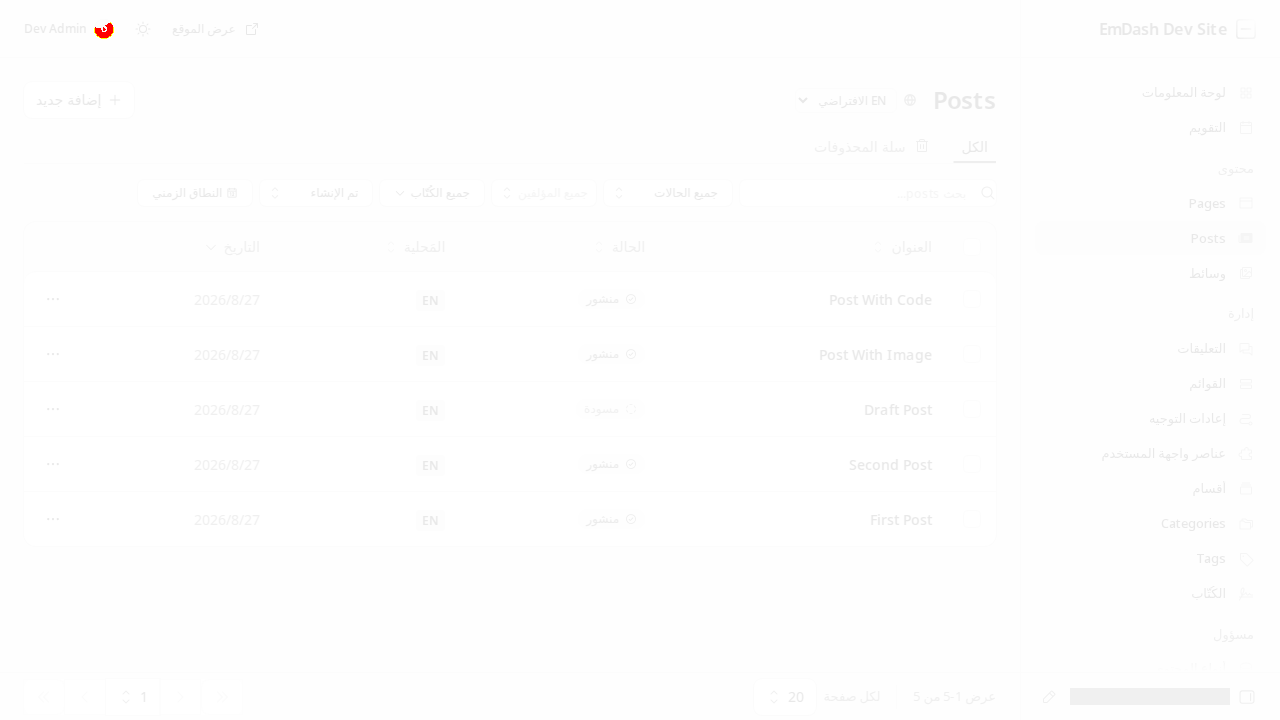 EmDash Dev Site
عرض الموقع
Dev Admin
لوحة المعلومات
التقويم
محتوى
Pages
Posts
وسائط
إدارة
التعليقات
القوائم
إعادات التوجيه
عناصر واجهة المستخدم
أقسام
Categories
Tags
الكُتّاب
مسؤول
Posts
EN الافتراضي
إضافة جديد
الكل
سلة المحذوفات
بحث posts...
جميع الحالات
جميع المؤلفين
جميع الكُتّاب
تم الإنشاء
النطاق الزمني
العنوان الحالة المَحلية التاريخ
Post With Code منشور EN 2026/8/27
Post With Image منشور EN 2026/8/27
Draft Post مسودة EN 2026/8/27
Second Post منشور EN 2026/8/27
First Post منشور EN 2026/8/27
عرض 1-5 من 5
لكل صفحة
20
1